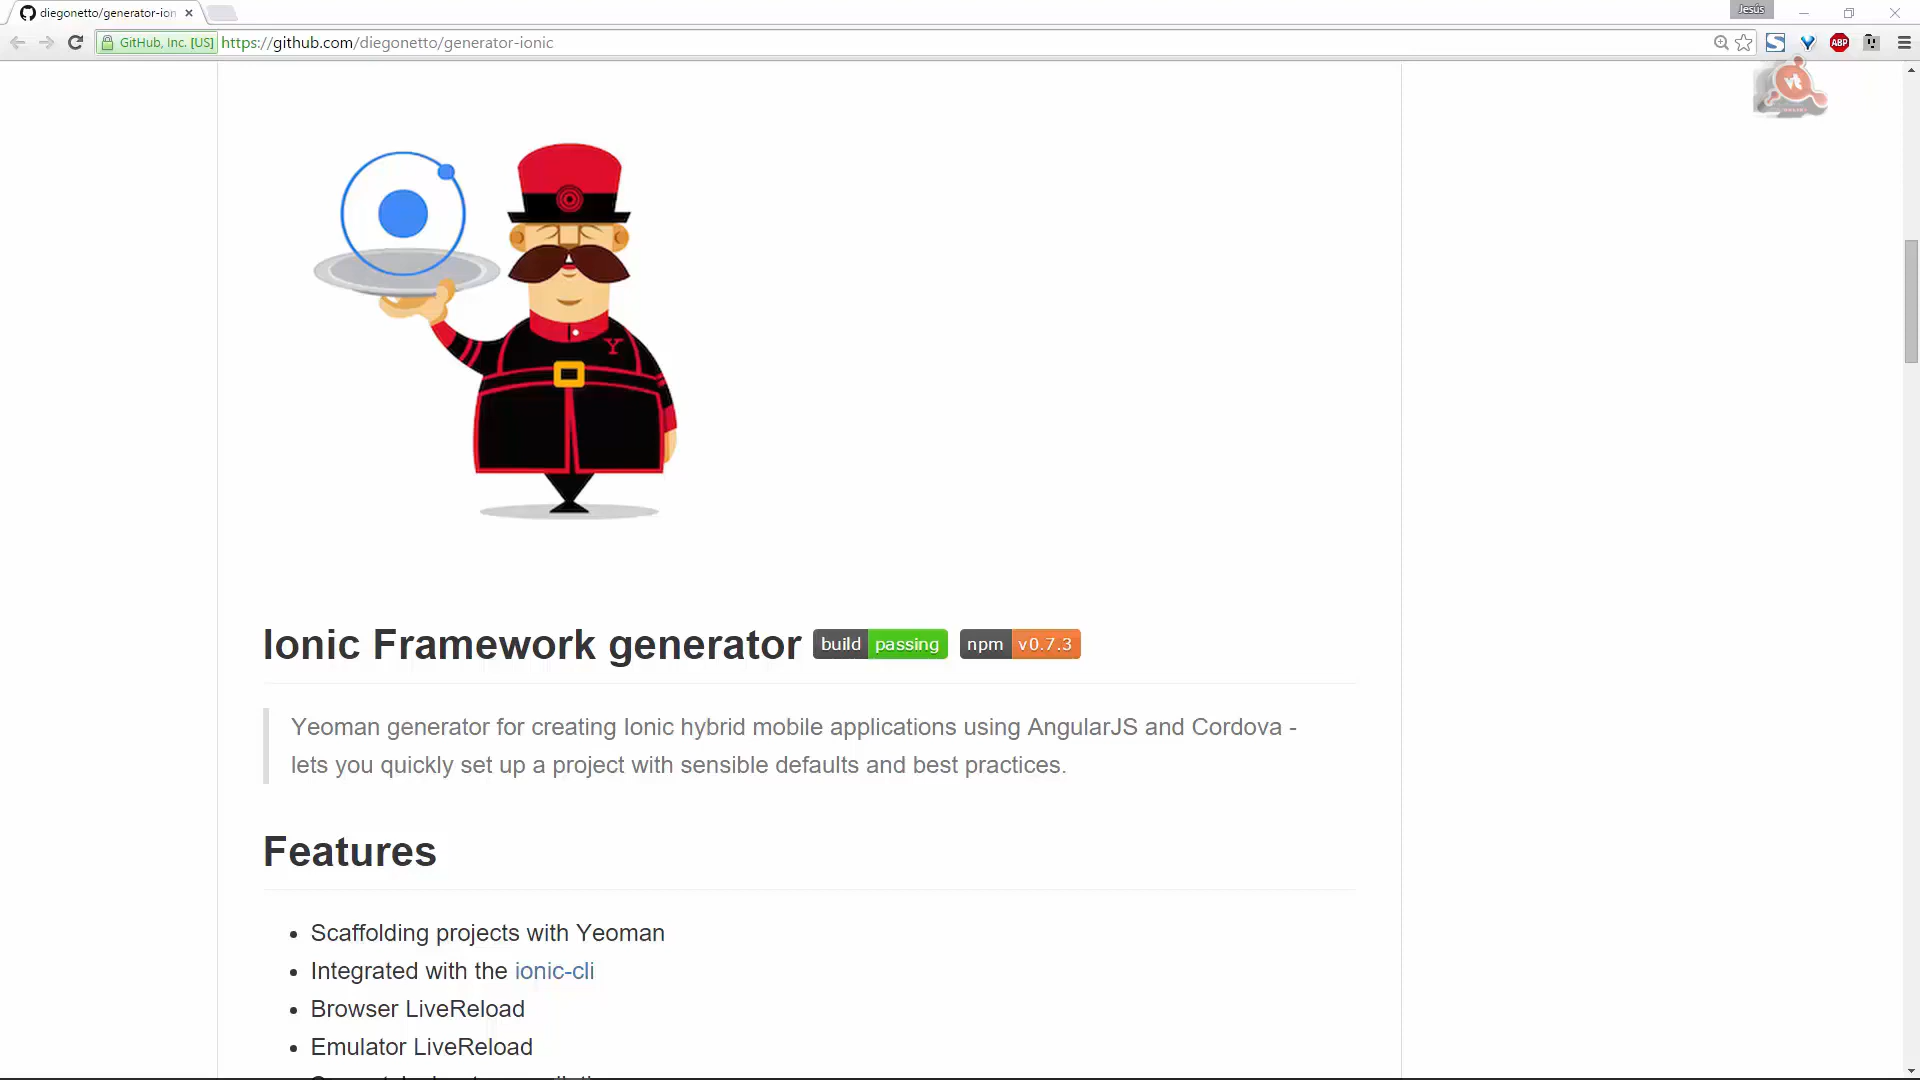 diegonetto/generator-ion
Jesús
GitHub, Inc. [US]
https://github.com/diegonetto/generator-ionic
ABP
vt
Y
Ionic Framework generator build passing npm v0.7.3
Yeoman generator for creating Ionic hybrid mobile applications using AngularJS and Cordova -
lets you quickly set up a project with sensible defaults and best practices.
Features
Scaffolding projects with Yeoman
Integrated with the ionic-cli
Browser LiveReload
Emulator LiveReload